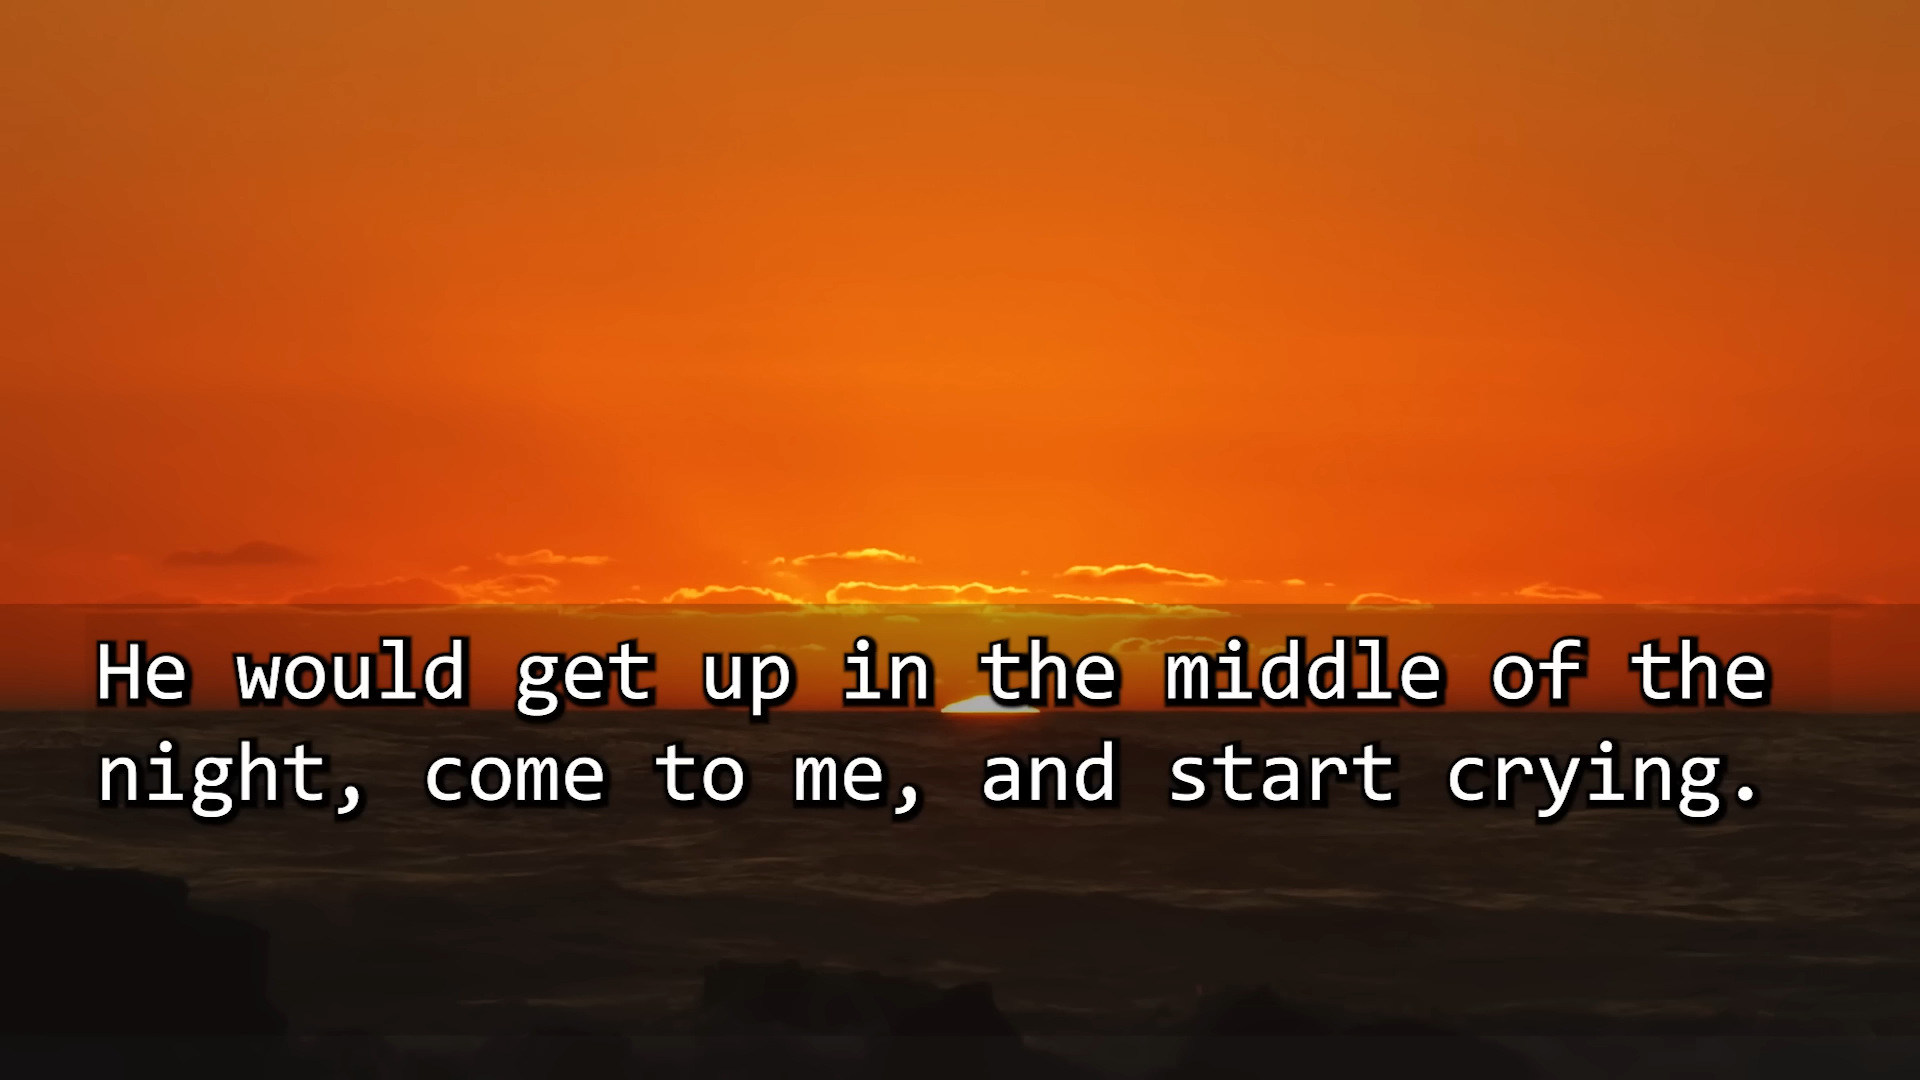 He would get up in the middle of the
night, come to me, and start crying.